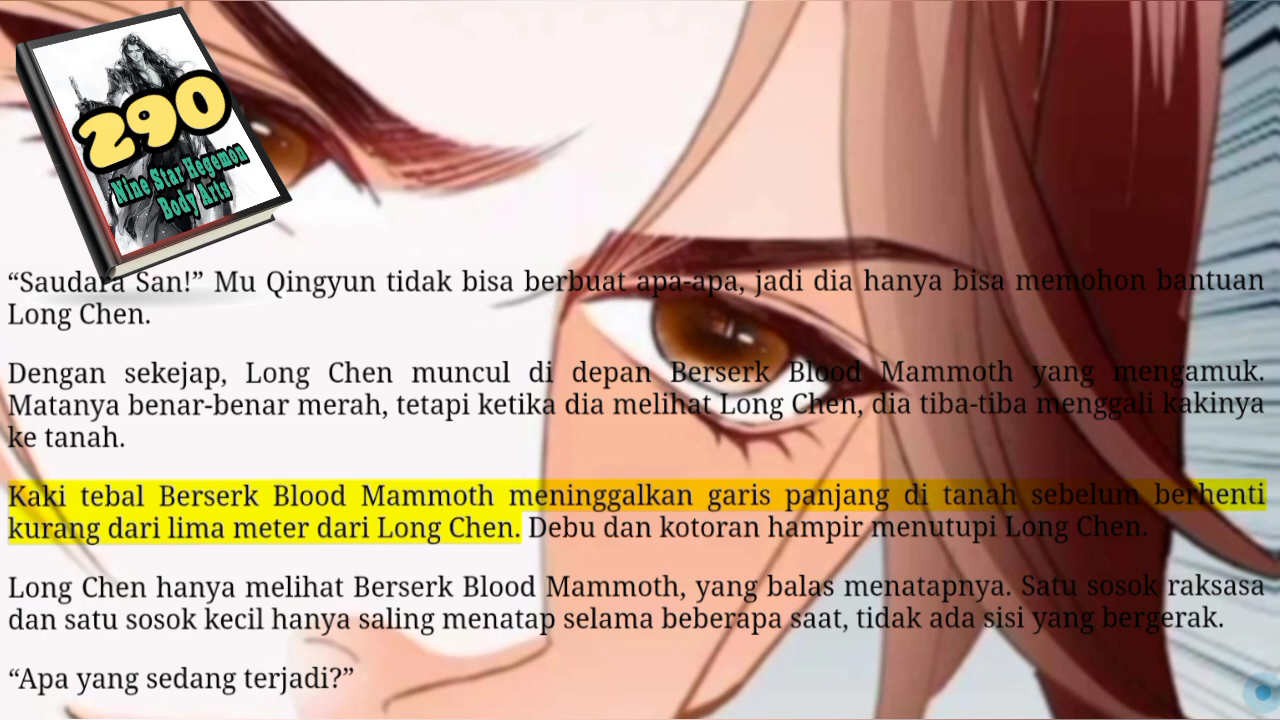 290
Nine Star Hegemon
Body Arts
“Saudara San!” Mu Qingyun tidak bisa berbuat apa-apa, jadi dia hanya bisa memohon bantuan
Long Chen.
Dengan sekejap, Long Chen muncul di depan Berserk Blood Mammoth yang mengamuk.
Matanya benar-benar merah, tetapi ketika dia melihat Long Chen, dia tiba-tiba menggali kakinya
ke tanah.
Kaki tebal Berserk Blood Mammoth meninggalkan garis panjang di tanah sebelum berhenti
kurang dari lima meter dari Long Chen. Debu dan kotoran hampir menutupi Long Chen.
Long Chen hanya melihat Berserk Blood Mammoth, yang balas menatapnya. Satu sosok raksasa
dan satu sosok kecil hanya saling menatap selama beberapa saat, tidak ada sisi yang bergerak.
“Apa yang sedang terjadi?”